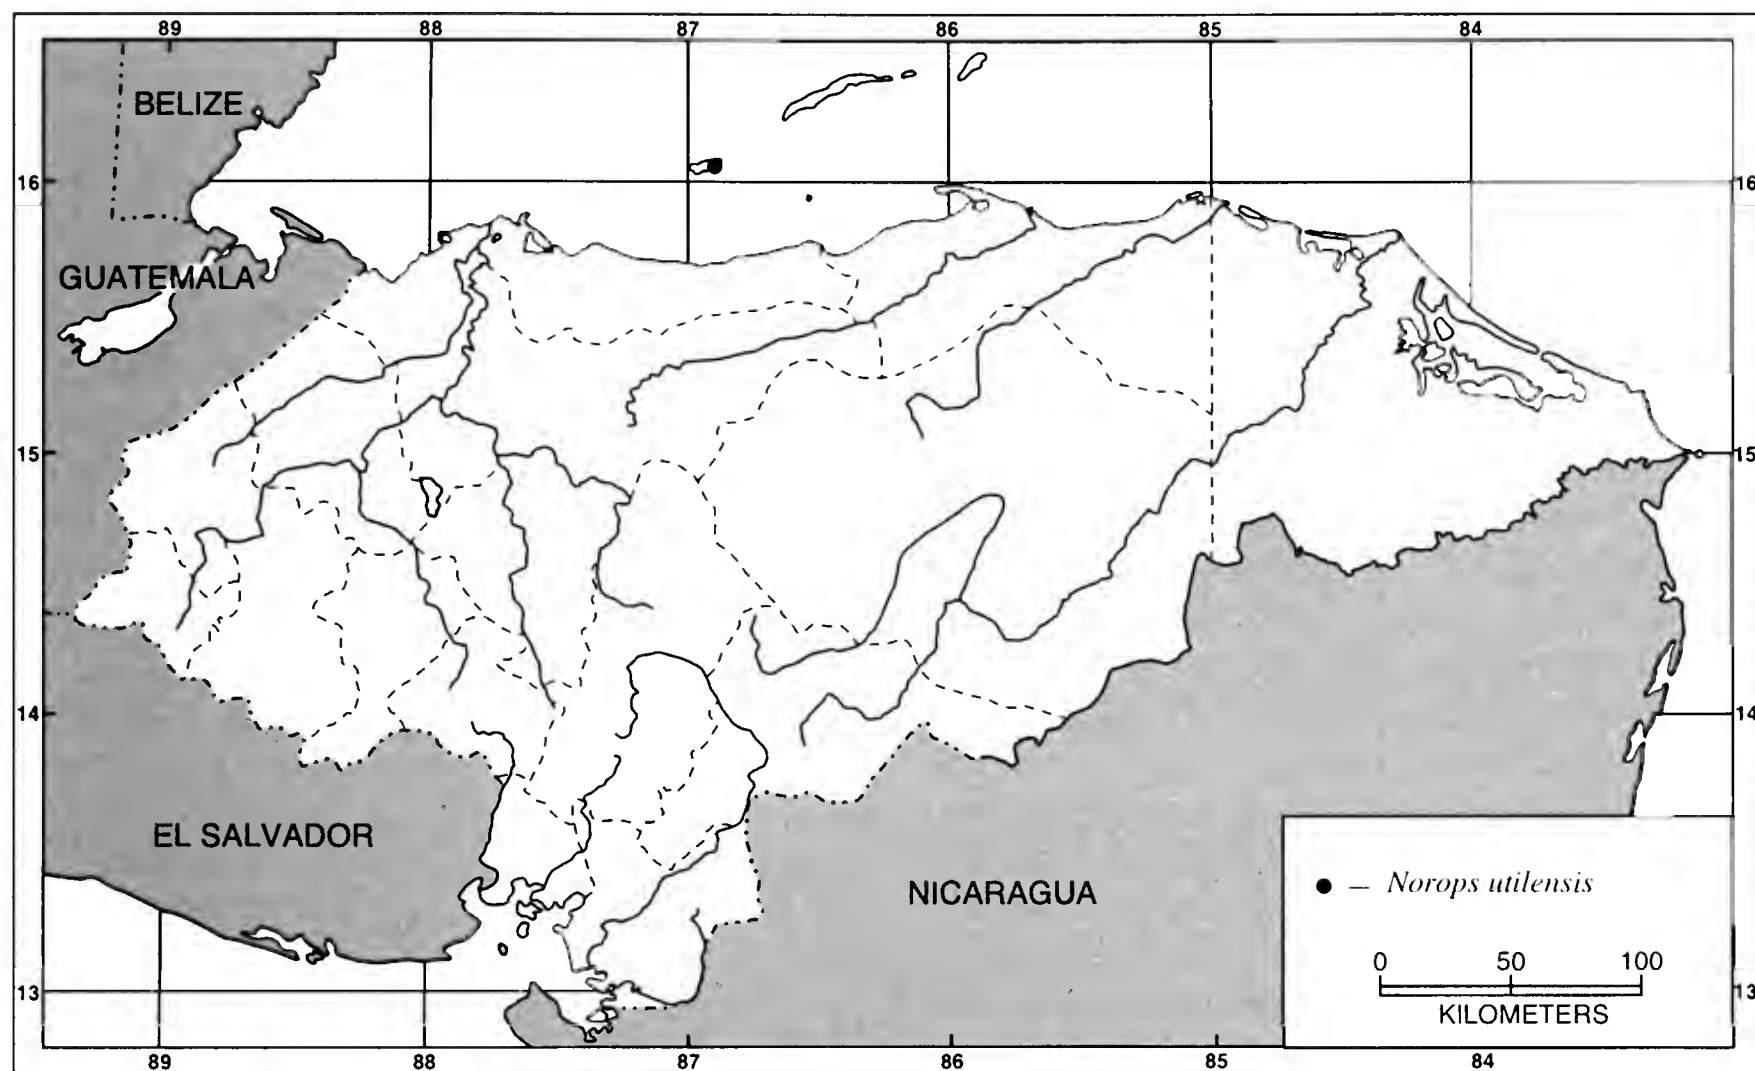 89 88 87 86 85 84
BELIZE
16 16
GUATEMALA
15 15
14 14
EL SALVADOR
NICARAGUA
● – Norops utilensis
0 50 100
KILOMETERS
13 13
89 88 87 86 85 84